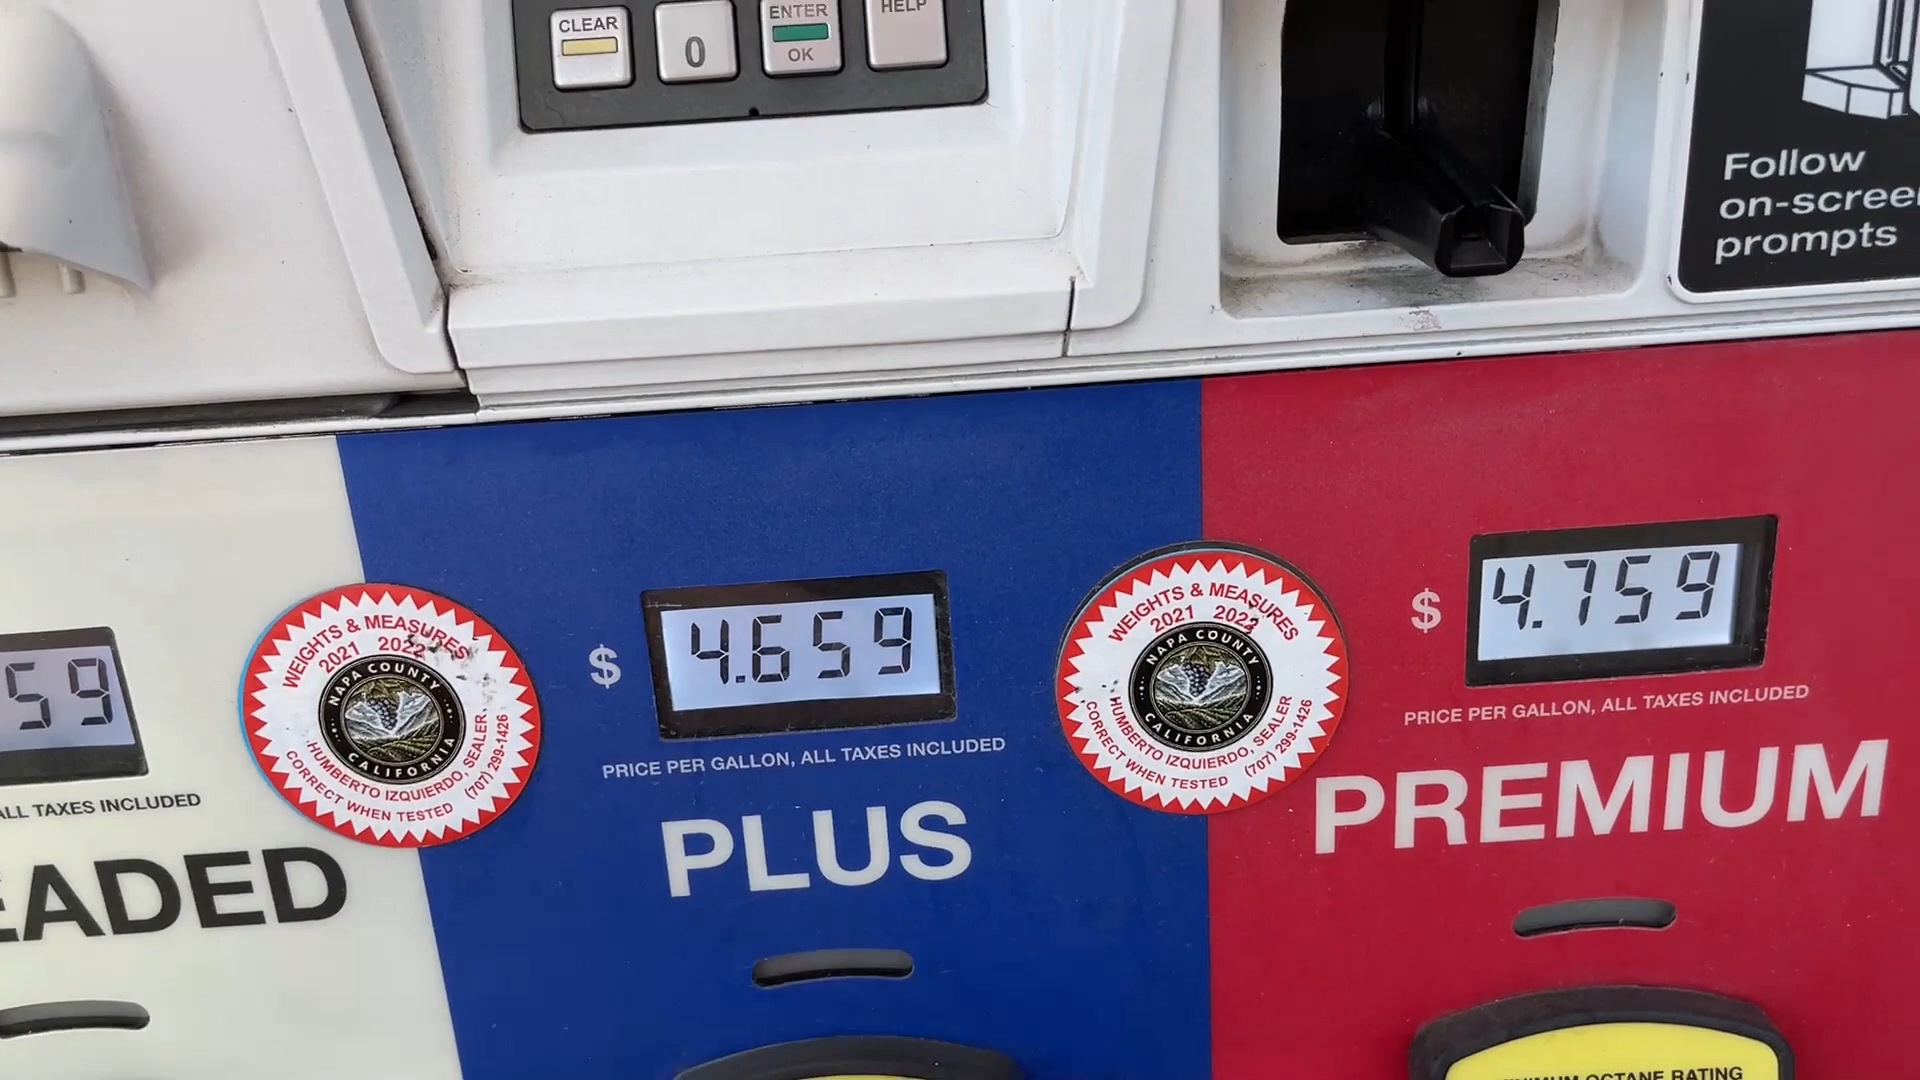 CLEAR
0
ENTER
OK
HELP
Follow
on-screen
prompts
59
ALL TAXES INCLUDED
EADED
WEIGHTS & MEASURES
2021 2022
NAPA COUNTY
CALIFORNIA
HUMBERTO IZQUIERDO, SEALER
CORRECT WHEN TESTED (707) 299-1426
$ 4.659
PRICE PER GALLON, ALL TAXES INCLUDED
PLUS
WEIGHTS & MEASURES
2021 2022
NAPA COUNTY
CALIFORNIA
HUMBERTO IZQUIERDO, SEALER
CORRECT WHEN TESTED (707) 299-1426
$ 4.759
PRICE PER GALLON, ALL TAXES INCLUDED
PREMIUM
MINIMUM OCTANE RATING